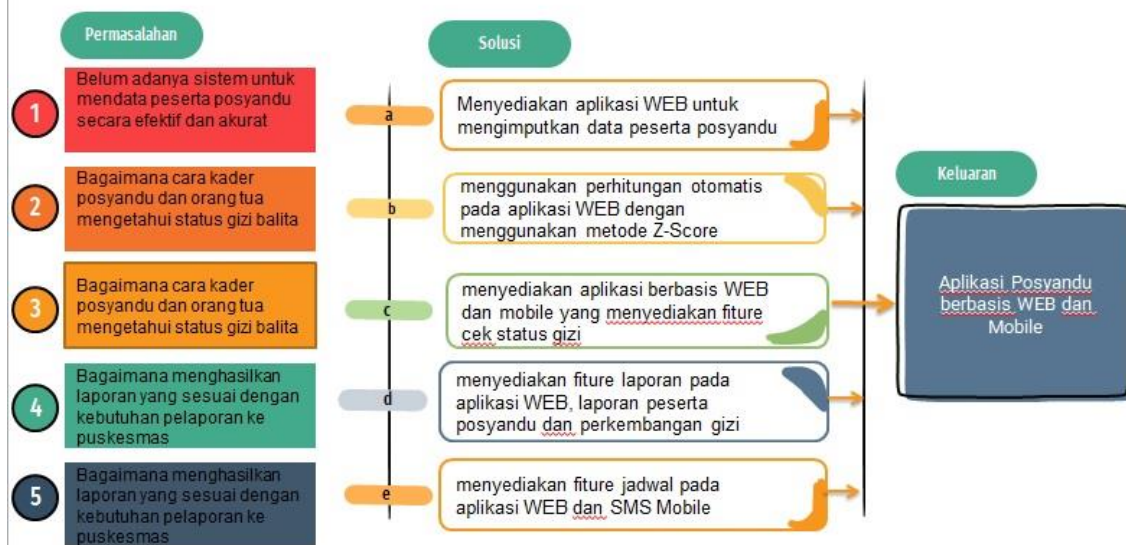 Permasalahan
Solusi
1
Belum adanya sistem untuk
mendata peserta posyandu
secara efektif dan akurat
a
Menyediakan aplikasi WEB untuk
mengimputkan data peserta posyandu
2
Bagaimana cara kader
posyandu dan orang tua
mengetahui status gizi balita
b
menggunakan perhitungan otomatis
pada aplikasi WEB dengan
menggunakan metode Z-Score
3
Bagaimana cara kader
posyandu dan orang tua
mengetahui status gizi balita
c
menyediakan aplikasi berbasis WEB
dan mobile yang menyediakan fiture
cek status gizi
4
Bagaimana menghasilkan
laporan yang sesuai dengan
kebutuhan pelaporan ke
puskesmas
d
menyediakan fiture laporan pada
aplikasi WEB, laporan peserta
posyandu dan perkembangan gizi
5
Bagaimana menghasilkan
laporan yang sesuai dengan
kebutuhan pelaporan ke
puskesmas
e
menyediakan fiture jadwal pada
aplikasi WEB dan SMS Mobile
Keluaran
Aplikasi Posyandu
berbasis WEB dan
Mobile